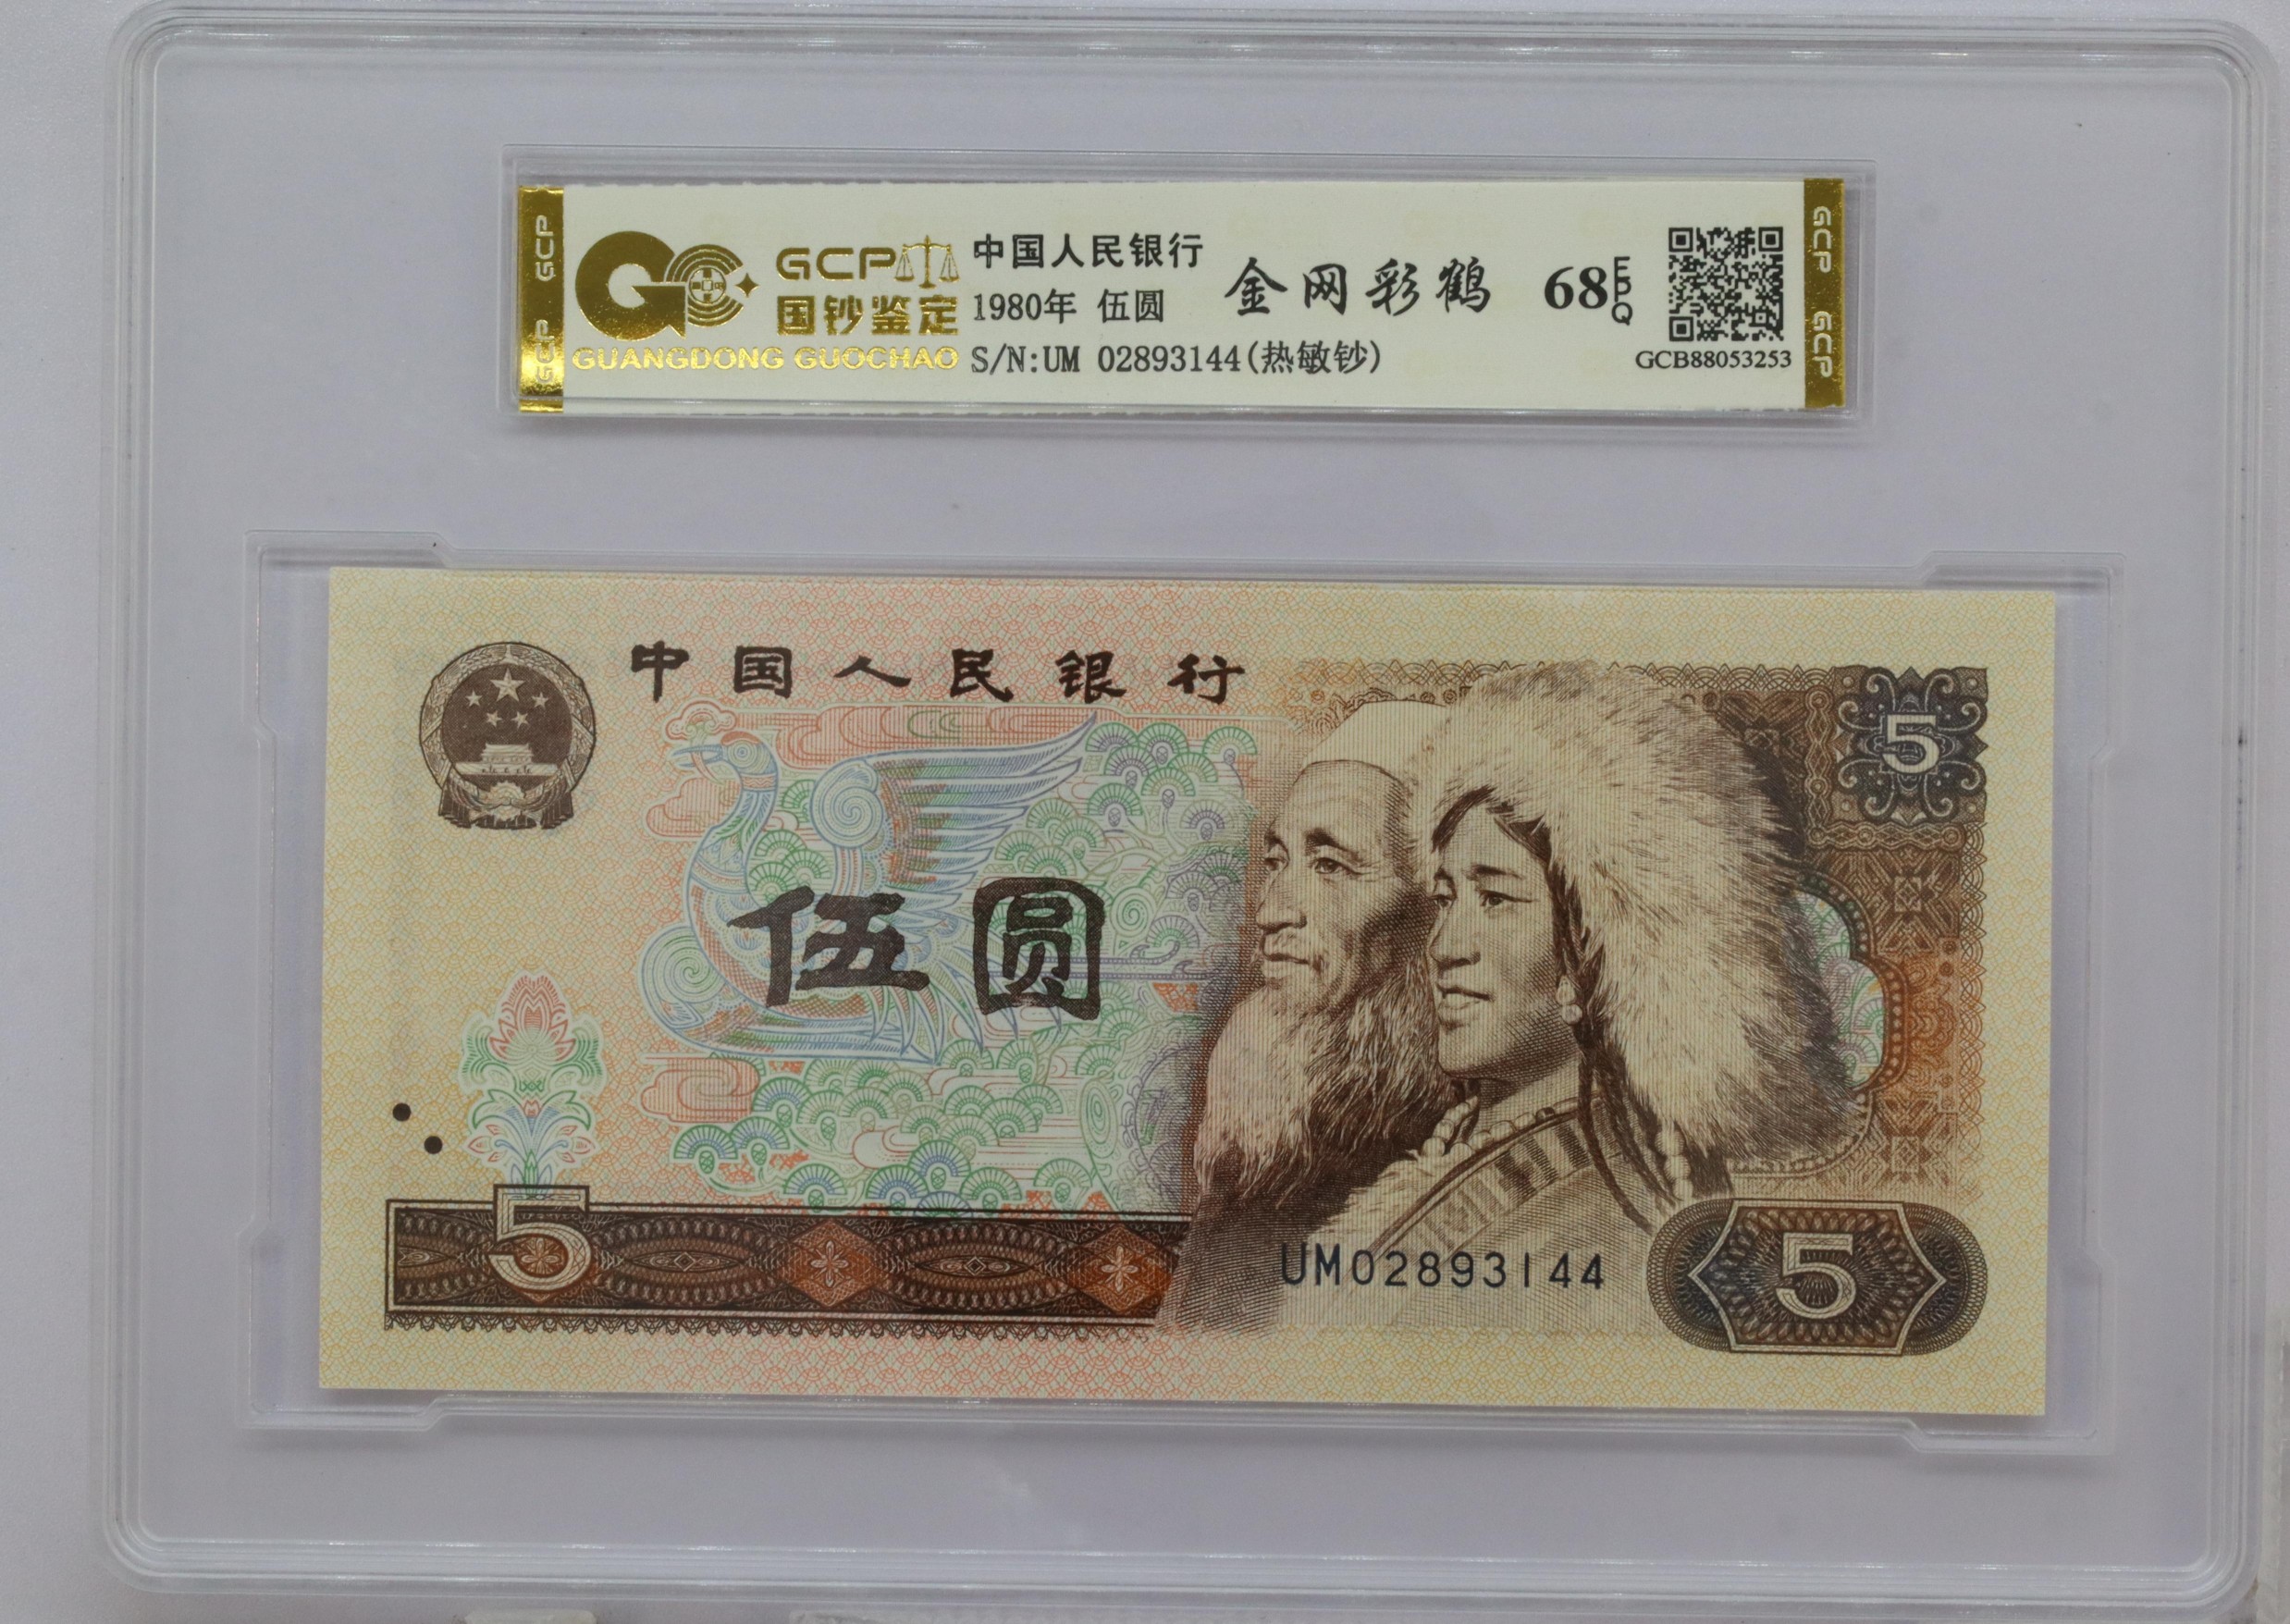 GCP
GCP
GCP
国钞鉴定
GUANGDONG GUOCHAO
中国人民银行
1980年 伍圆
S/N:UM 02893144(热敏钞)
金网彩鹤
68 EPQ
GCB88053253
GCP
GCP
中国人民银行
5
伍圆
5
UM02893144
5